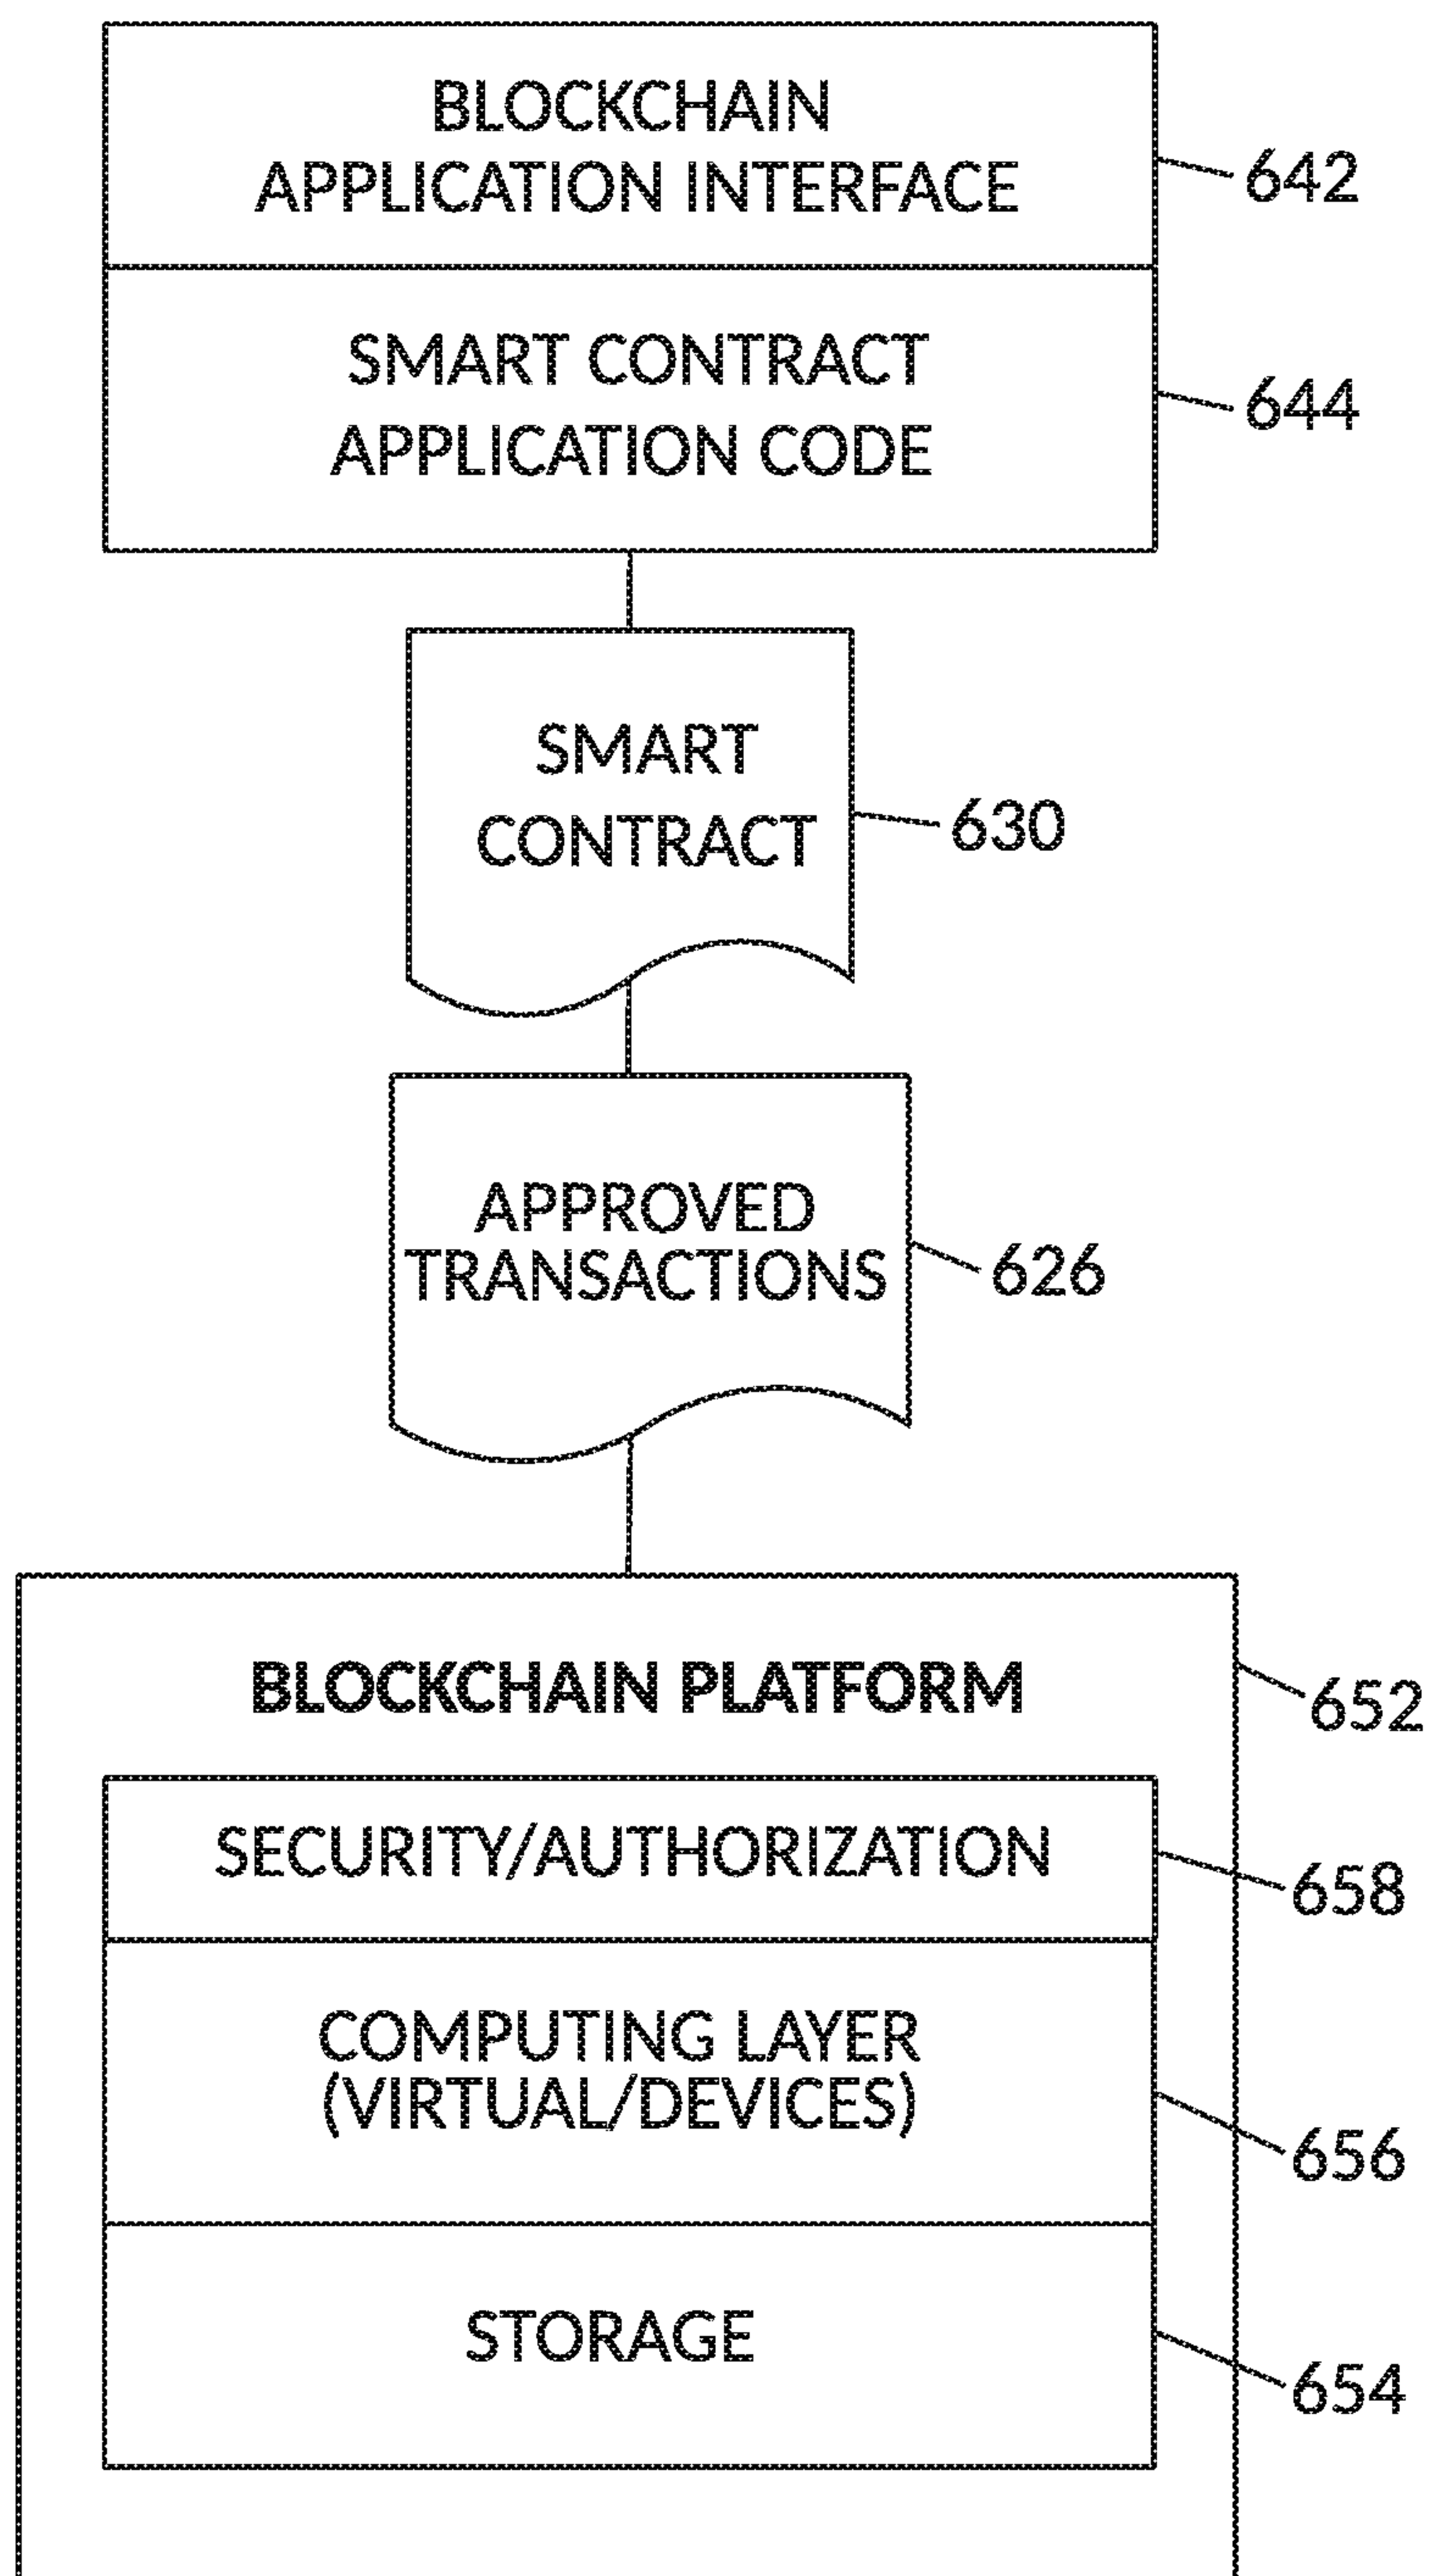 BLOCKCHAIN
APPLICATION INTERFACE
642
SMART CONTRACT
APPLICATION CODE
644
SMART
CONTRACT
630
APPROVED
TRANSACTIONS
626
BLOCKCHAIN PLATFORM
652
SECURITY/AUTHORIZATION
658
COMPUTING LAYER
(VIRTUAL/DEVICES)
656
STORAGE
654